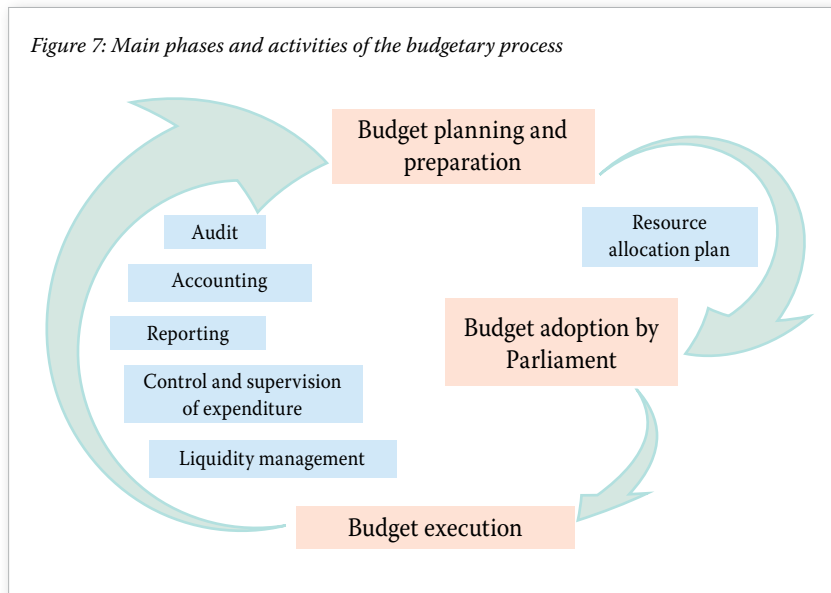 Figure 7: Main phases and activities of the budgetary process
Budget planning and
preparation
Resource
allocation plan
Budget adoption by
Parliament
Budget execution
Audit
Accounting
Reporting
Control and supervision
of expenditure
Liquidity management